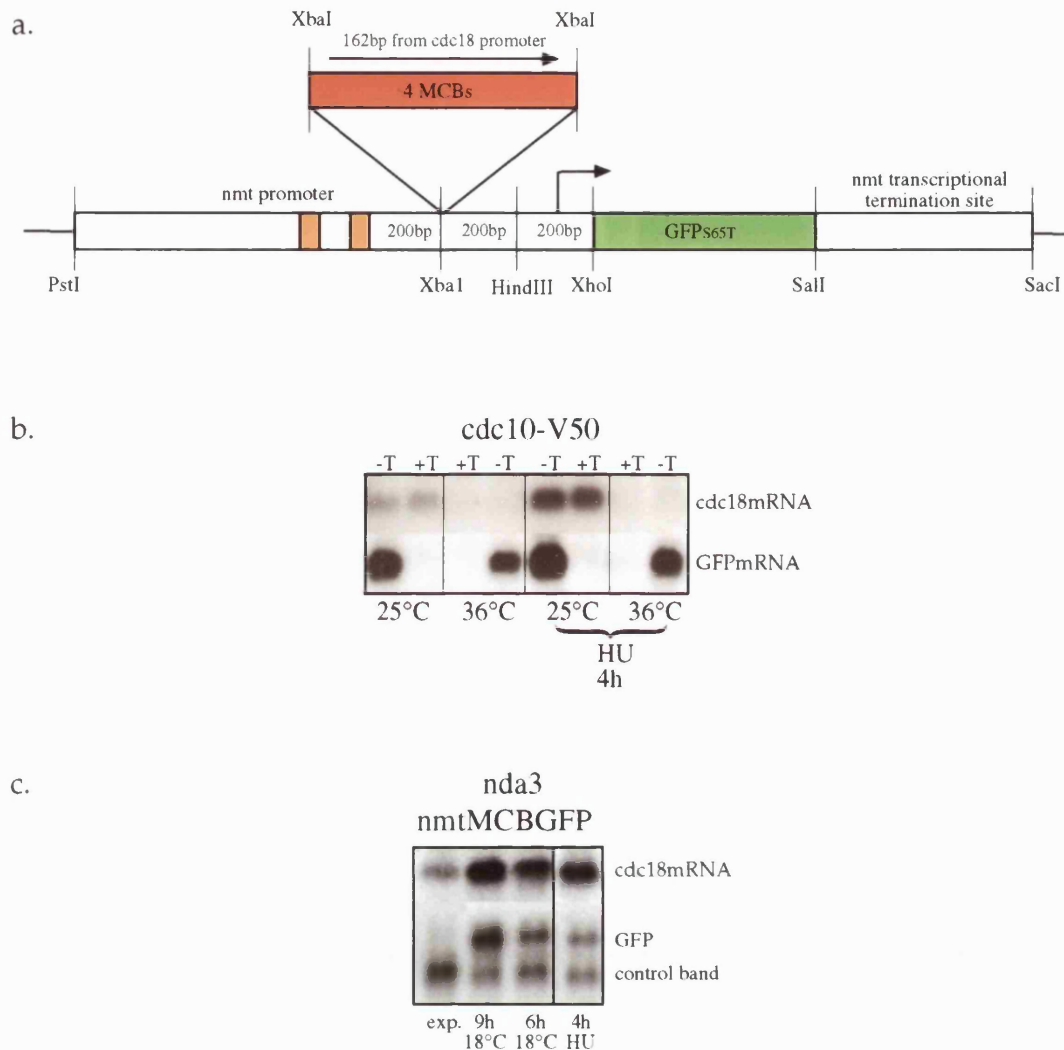 a.
XbaI XbaI
162bp from cdc18 promoter
4 MCBs
nmt promoter
nmt transcriptional
termination site
200bp 200bp 200bp GFPS65T
PstI Xba1 HindIII XhoI SalI SacI
b.
cdc10-V50
-T +T +T -T -T +T +T -T
cdc18mRNA
GFPmRNA
25°C 36°C 25°C 36°C
HU
4h
c.
nda3
nmtMCBGFP
cdc18mRNA
GFP
control band
exp. 9h 6h 4h
18°C 18°C HU